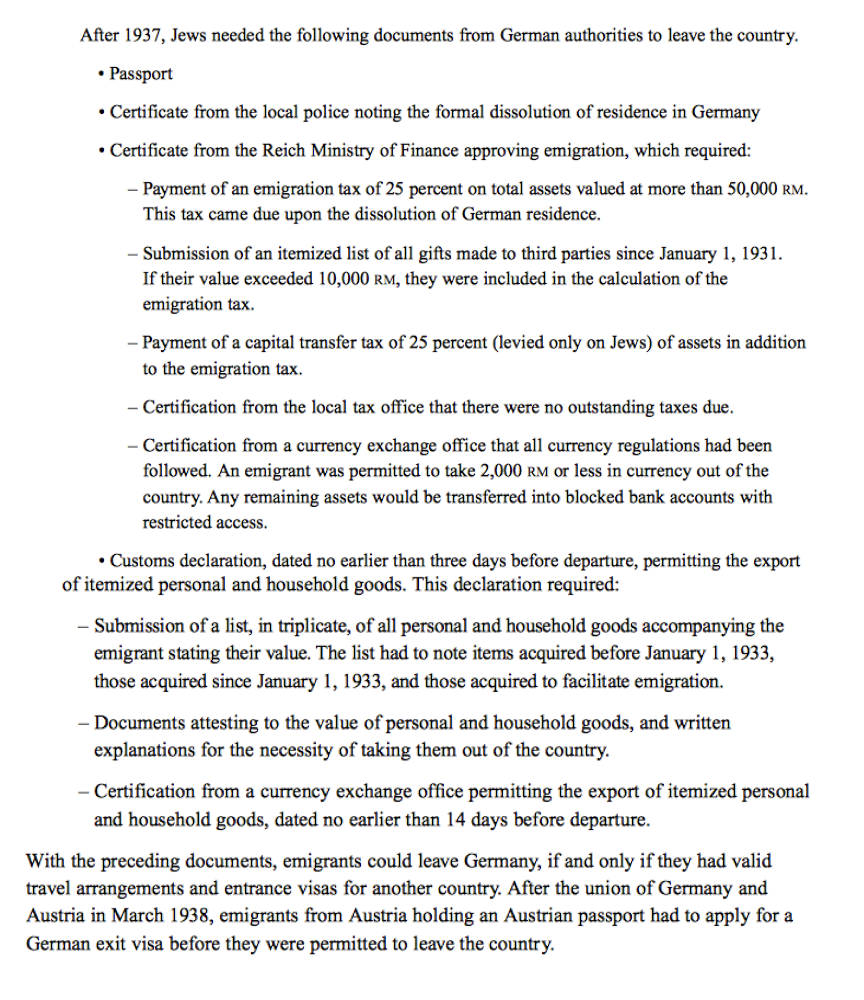 After 1937, Jews needed the following documents from German authorities to leave the country.
• Passport
• Certificate from the local police noting the formal dissolution of residence in Germany
• Certificate from the Reich Ministry of Finance approving emigration, which required:
– Payment of an emigration tax of 25 percent on total assets valued at more than 50,000 RM.
This tax came due upon the dissolution of German residence.
– Submission of an itemized list of all gifts made to third parties since January 1, 1931.
If their value exceeded 10,000 RM, they were included in the calculation of the
emigration tax.
– Payment of a capital transfer tax of 25 percent (levied only on Jews) of assets in addition
to the emigration tax.
– Certification from the local tax office that there were no outstanding taxes due.
– Certification from a currency exchange office that all currency regulations had been
followed. An emigrant was permitted to take 2,000 RM or less in currency out of the
country. Any remaining assets would be transferred into blocked bank accounts with
restricted access.
• Customs declaration, dated no earlier than three days before departure, permitting the export
of itemized personal and household goods. This declaration required:
– Submission of a list, in triplicate, of all personal and household goods accompanying the
emigrant stating their value. The list had to note items acquired before January 1, 1933,
those acquired since January 1, 1933, and those acquired to facilitate emigration.
– Documents attesting to the value of personal and household goods, and written
explanations for the necessity of taking them out of the country.
– Certification from a currency exchange office permitting the export of itemized personal
and household goods, dated no earlier than 14 days before departure.
With the preceding documents, emigrants could leave Germany, if and only if they had valid
travel arrangements and entrance visas for another country. After the union of Germany and
Austria in March 1938, emigrants from Austria holding an Austrian passport had to apply for a
German exit visa before they were permitted to leave the country.